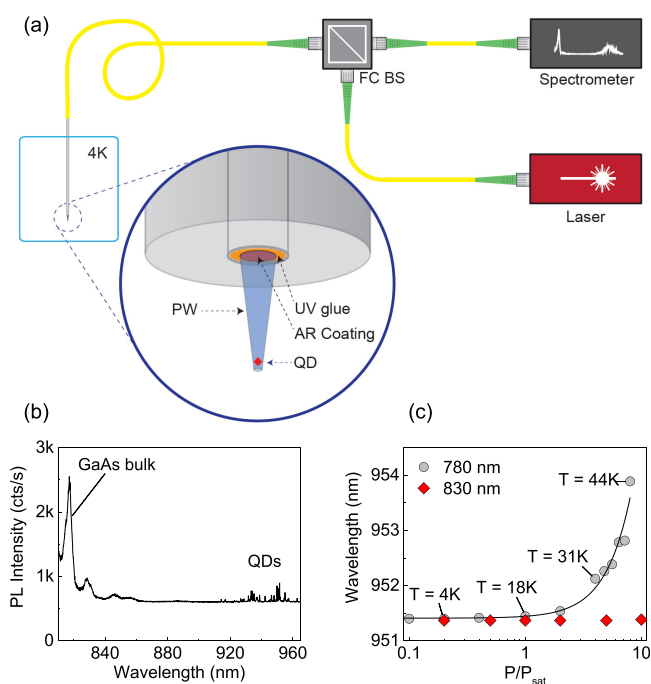 (a)
FC BS
Spectrometer
4K
Laser
PW
UV glue
AR Coating
QD
(b)
(c)
3k
2k
1k
0
PL Intensity (cts/s)
GaAs bulk
QDs
840
880
920
960
Wavelength (nm)
954
953
952
951
Wavelength (nm)
780 nm
830 nm
T = 44K
T = 31K
T = 4K
T = 18K
0.1
1
10
P/Psat